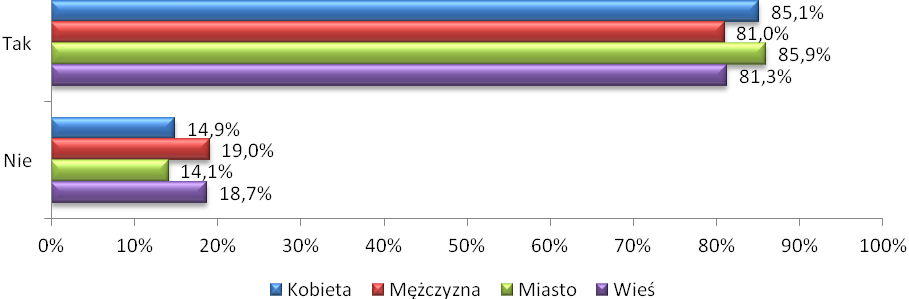 85,1%
81,0%
Tak
85,9%
81,3%
14,9%
19,0%
Nie
14,1%
18,7%
0% 10% 20% 30% 40% 50% 60% 70% 80% 90% 100%
Kobieta Mężczyzna Miasto Wieś